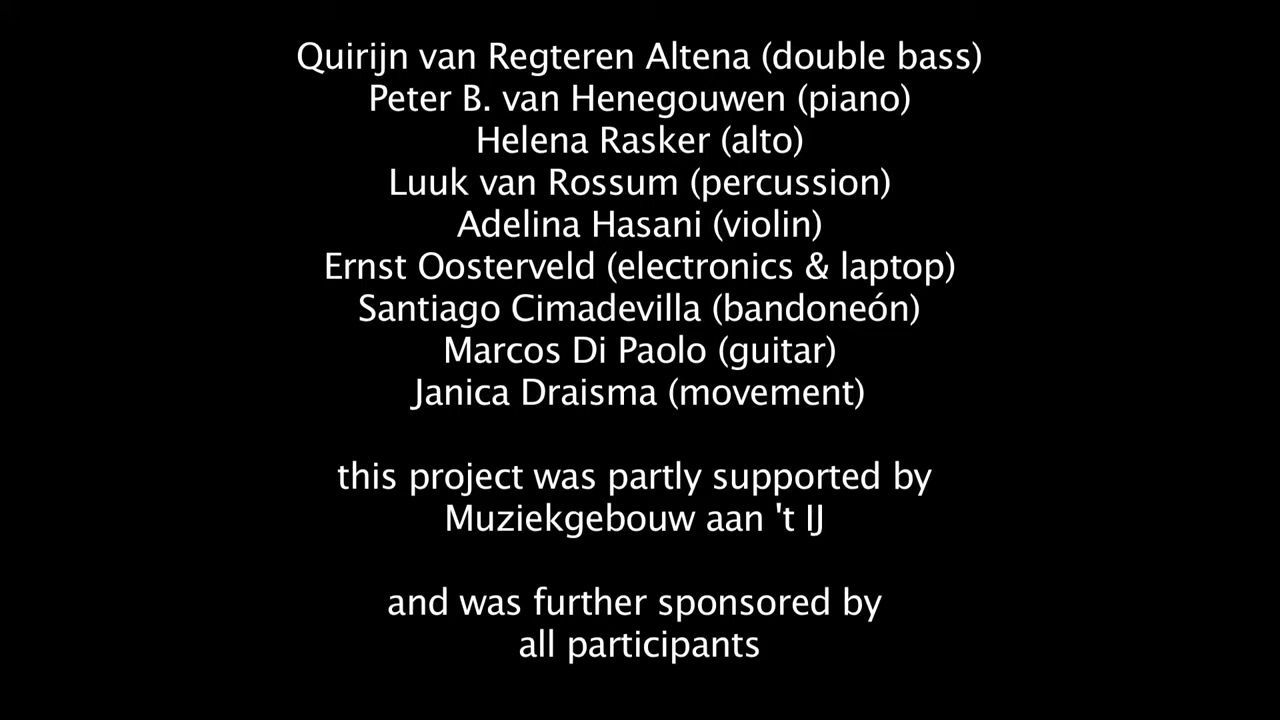 Quirijn van Regteren Altena (double bass)
Peter B. van Henegouwen (piano)
Helena Rasker (alto)
Luuk van Rossum (percussion)
Adelina Hasani (violin)
Ernst Oosterveld (electronics & laptop)
Santiago Cimadevilla (bandoneón)
Marcos Di Paolo (guitar)
Janica Draisma (movement)
this project was partly supported by
Muziekgebouw aan 't IJ
and was further sponsored by
all participants